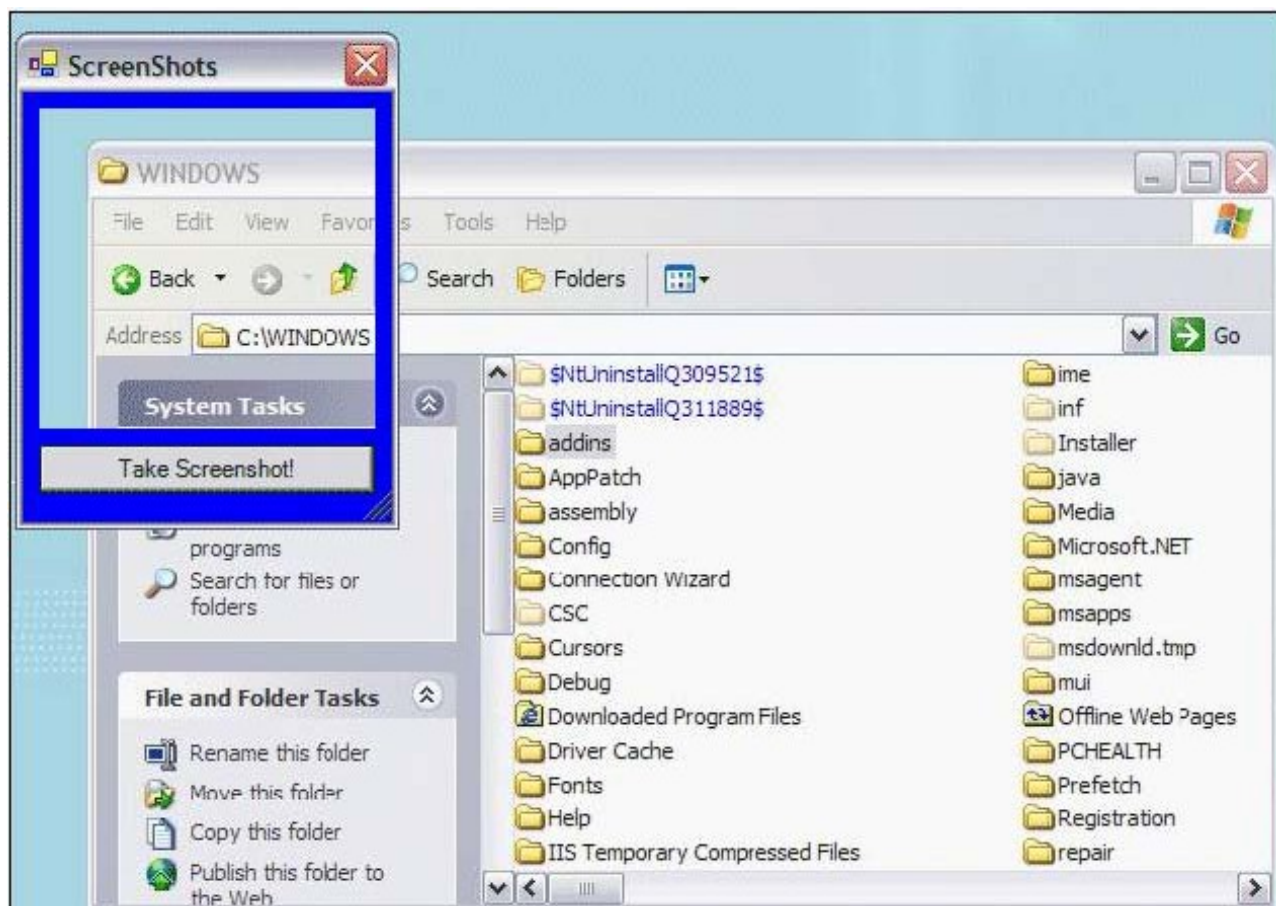 ScreenShots
WINDOWS
File Edit View Favor s Tools Help
Back Search Folders
Address C:\WINDOWS Go
System Tasks
Take Screenshot!
programs
Search for files or
folders
File and Folder Tasks
Rename this folder
Move this folder
Copy this folder
Publish this folder to
the Web
$NtUninstallQ309521$
$NtUninstallQ311889$
addins
AppPatch
assembly
Config
Connection Wizard
CSC
Cursors
Debug
Downloaded Program Files
Driver Cache
Fonts
Help
IIS Temporary Compressed Files
ime
inf
Installer
java
Media
Microsoft.NET
msagent
msapps
msdownld.tmp
mui
Offline Web Pages
PCHEALTH
Prefetch
Registration
repair